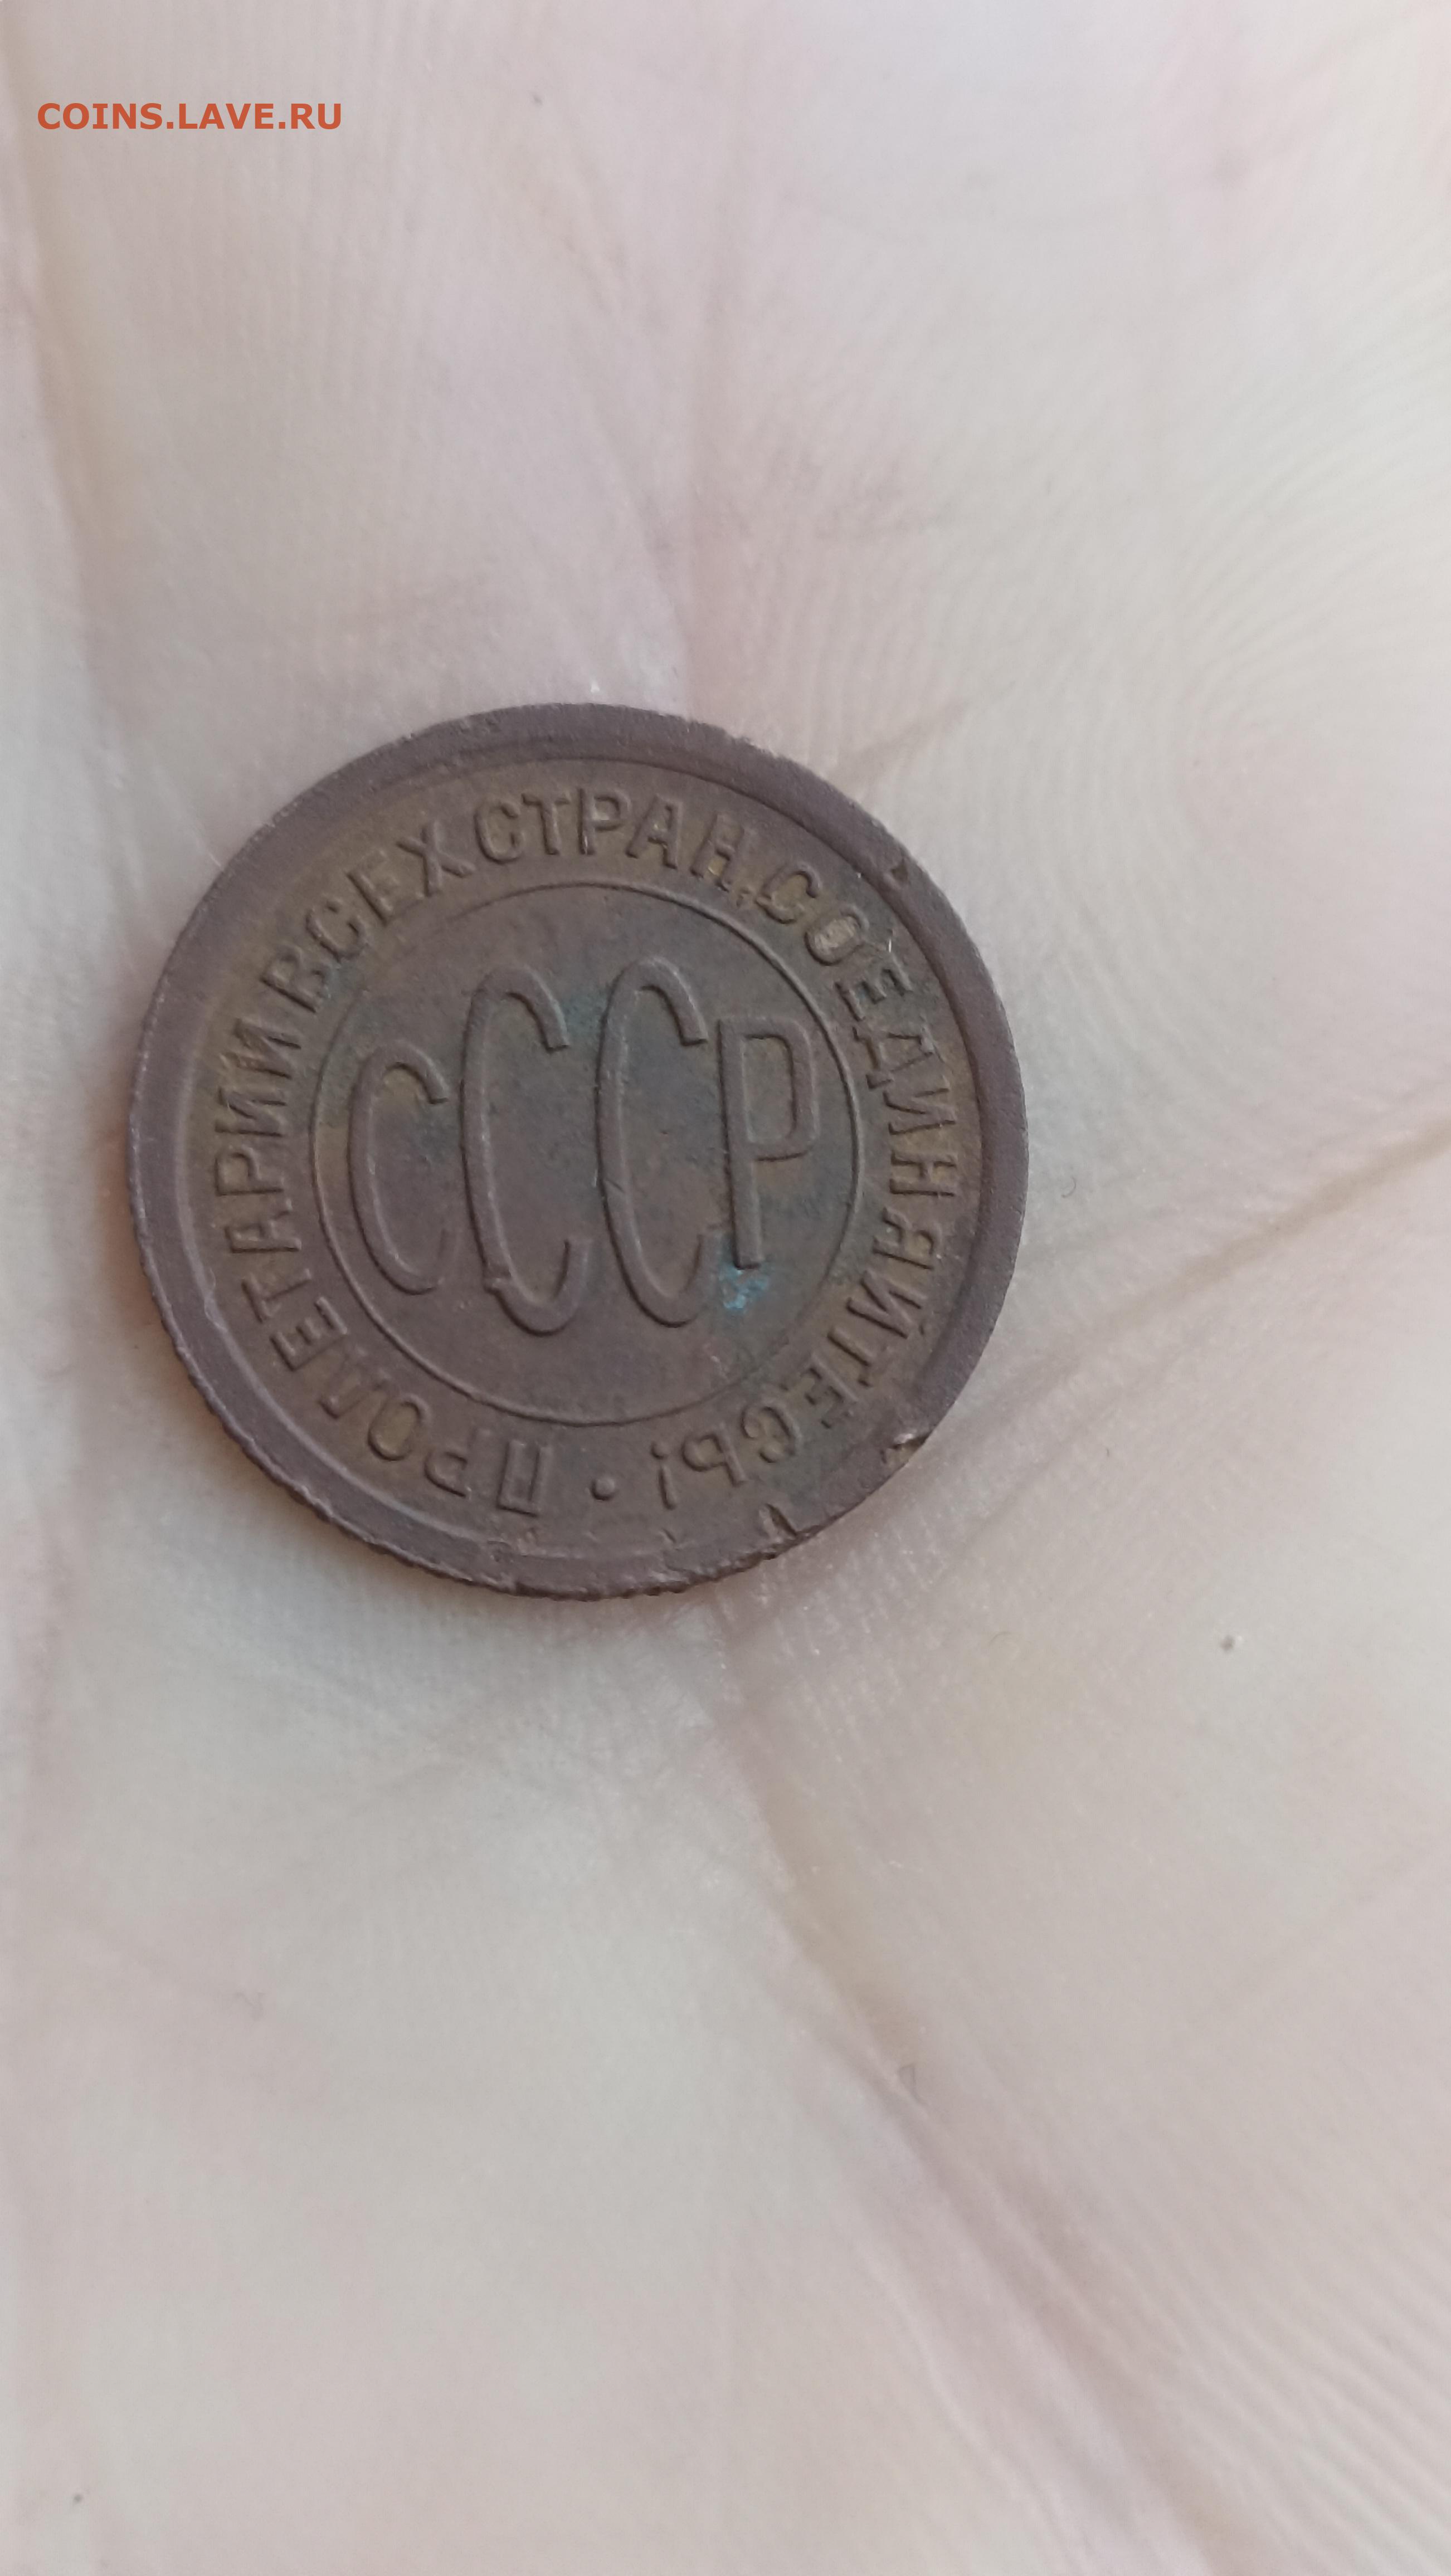 COINS.LAVE.RU
ПРОЛЕТАРИИ ВСЕХ СТРАН, СОЕДИНЯЙТЕСЬ! •
СССР